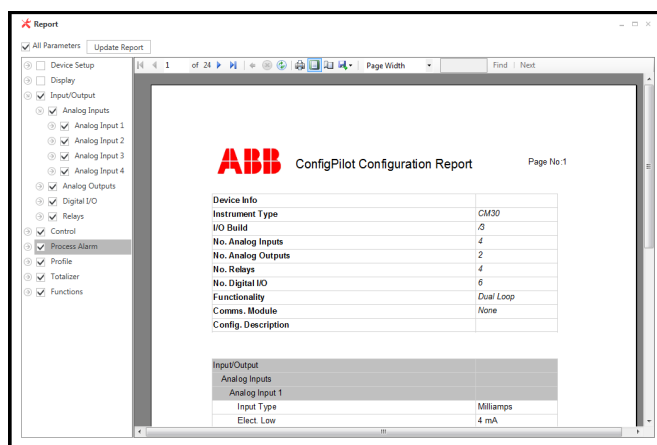 Report
All Parameters Update Report
Device Setup
Display
Input/Output
Analog Inputs
Analog Input 1
Analog Input 2
Analog Input 3
Analog Input 4
Analog Outputs
Digital I/O
Relays
Control
Process Alarm
Profile
Totalizer
Functions
1 of 24 Page Width Find | Next
ABB ConfigPilot Configuration Report Page No:1
Device Info
Instrument Type CM30
I/O Build /3
No. Analog Inputs 4
No. Analog Outputs 2
No. Relays 4
No. Digital I/O 6
Functionality Dual Loop
Comms. Module None
Config. Description
Input/Output
Analog Inputs
Analog Input 1
Input Type Milliamps
Elect. Low 4 mA